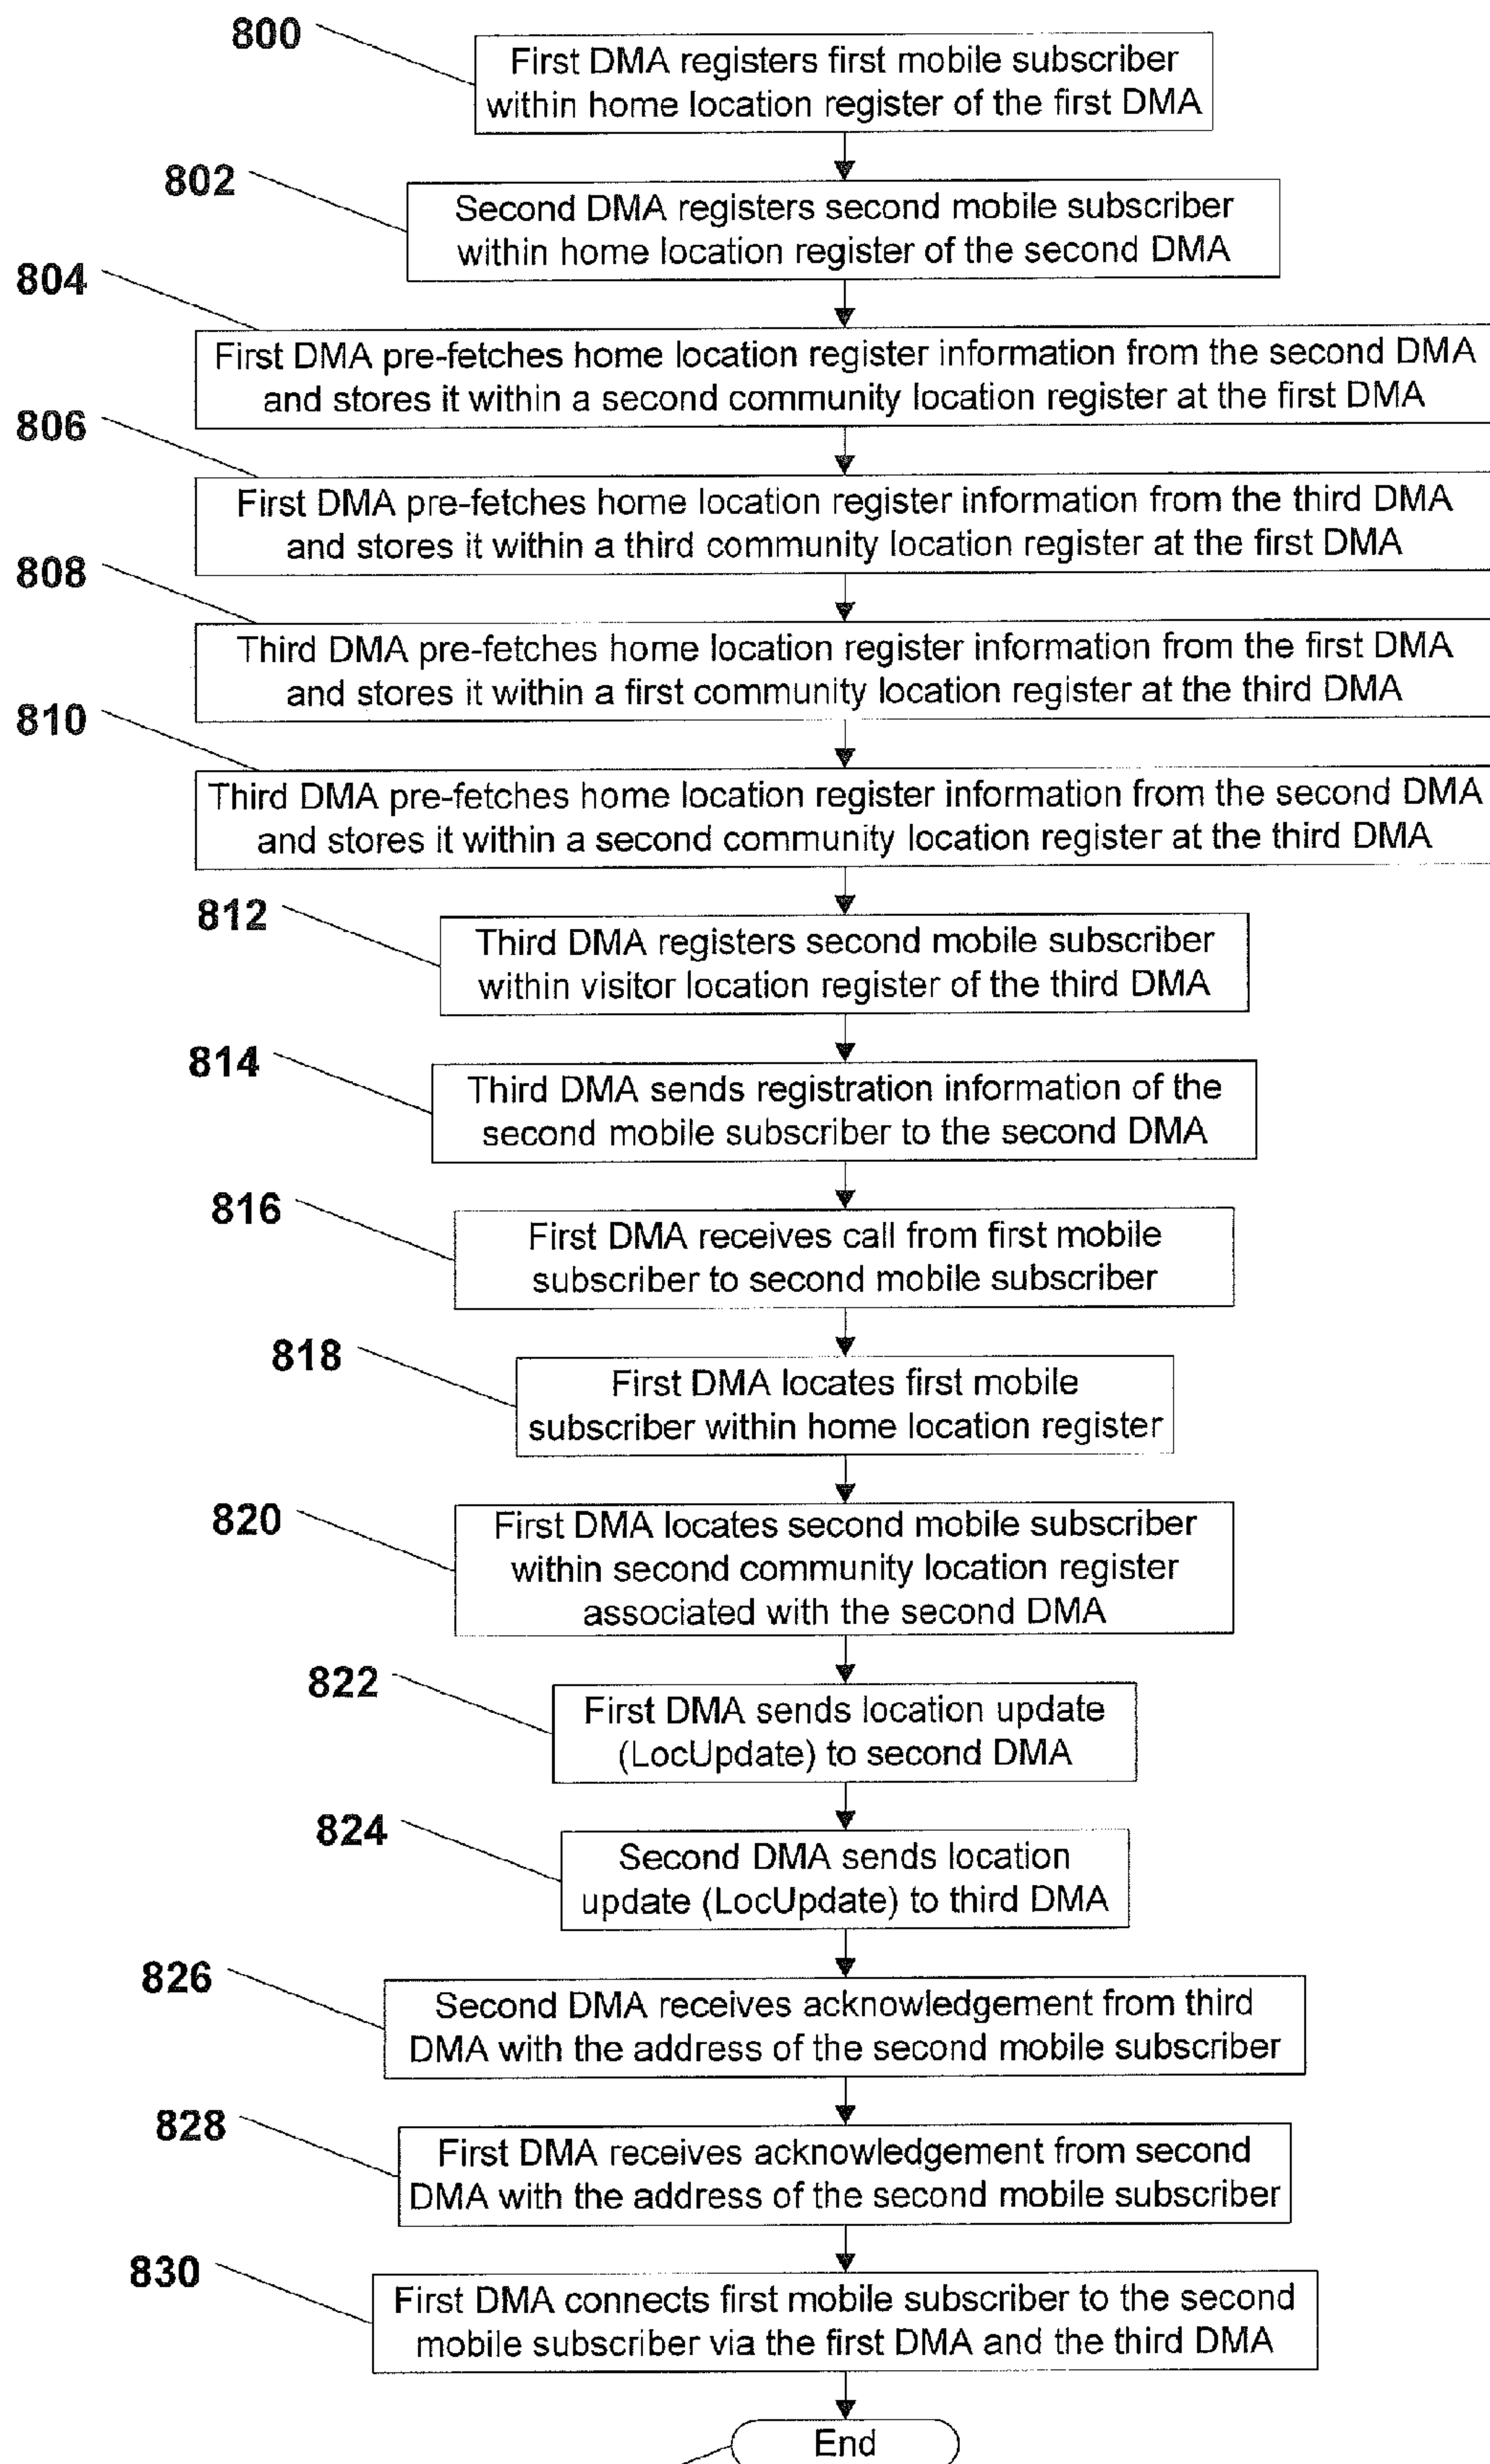 800
First DMA registers first mobile subscriber
within home location register of the first DMA
802
Second DMA registers second mobile subscriber
within home location register of the second DMA
804
First DMA pre-fetches home location register information from the second DMA
and stores it within a second community location register at the first DMA
806
First DMA pre-fetches home location register information from the third DMA
and stores it within a third community location register at the first DMA
808
Third DMA pre-fetches home location register information from the first DMA
and stores it within a first community location register at the third DMA
810
Third DMA pre-fetches home location register information from the second DMA
and stores it within a second community location register at the third DMA
812
Third DMA registers second mobile subscriber
within visitor location register of the third DMA
814
Third DMA sends registration information of the
second mobile subscriber to the second DMA
816
First DMA receives call from first mobile
subscriber to second mobile subscriber
818
First DMA locates first mobile
subscriber within home location register
820
First DMA locates second mobile subscriber
within second community location register
associated with the second DMA
822
First DMA sends location update
(LocUpdate) to second DMA
824
Second DMA sends location
update (LocUpdate) to third DMA
826
Second DMA receives acknowledgement from third
DMA with the address of the second mobile subscriber
828
First DMA receives acknowledgement from second
DMA with the address of the second mobile subscriber
830
First DMA connects first mobile subscriber to the second
mobile subscriber via the first DMA and the third DMA
End